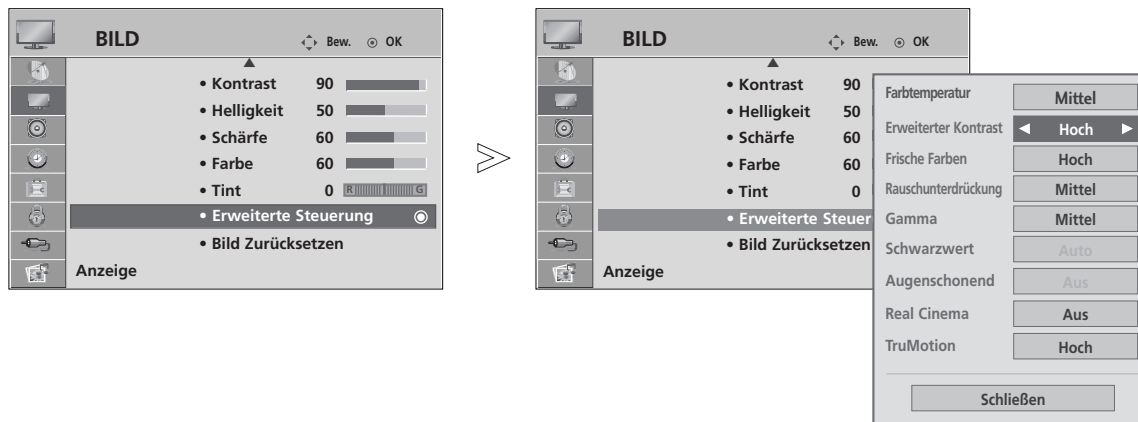 BILD
Bew. OK
• Kontrast 90
• Helligkeit 50
• Schärfe 60
• Farbe 60
• Tint 0 R G
• Erweiterte Steuerung
• Bild Zurücksetzen
Anzeige
BILD
Bew. OK
• Kontrast 90
• Helligkeit 50
• Schärfe 60
• Farbe 60
• Tint 0
• Erweiterte Steuer
• Bild Zurücksetzen
Anzeige
Farbtemperatur Mittel
Erweiterter Kontrast ◄ Hoch ►
Frische Farben Hoch
Rauschunterdrückung Mittel
Gamma Mittel
Schwarzwert Auto
Augenschonend Aus
Real Cinema Aus
TruMotion Hoch
Schließen